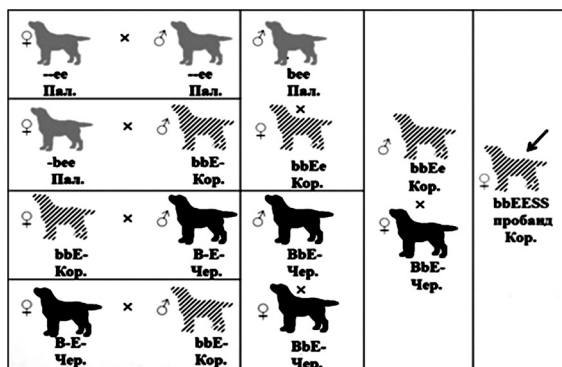 ♀ × ♂
--ee
Пал.
--ee
Пал.
♀ × ♂
-bee
Пал.
bbE-
Кор.
♀ × ♂
bbE-
Кор.
B-E-
Чер.
♀ × ♂
B-E-
Чер.
bbE-
Кор.
♂
bee
Пал.
×
♀
bbEe
Кор.
♂
BbE-
Чер.
×
♀
BbE-
Чер.
♂
bbEe
Кор.
×
♀
BbE-
Чер.
♀
bbEESS
пробанд
Кор.